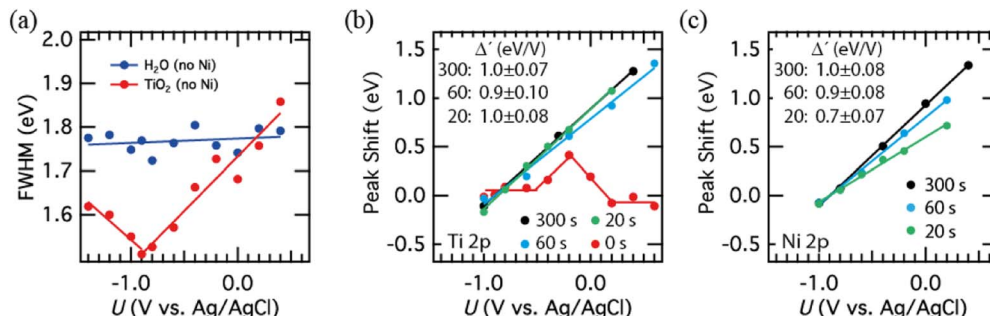 (a)
FWHM (eV)
1.9
1.8
1.7
1.6
1.5
H₂O (no Ni)
TiO₂ (no Ni)
-1.0
0.0
U (V vs. Ag/AgCl)
(b)
Peak Shift (eV)
1.5
1.0
0.5
0.0
-0.5
Δ´ (eV/V)
300: 1.0±0.07
60: 0.9±0.10
20: 1.0±0.08
300 s 20 s
60 s 0 s
Ti 2p
-1.0
0.0
U (V vs. Ag/AgCl)
(c)
Peak Shift (eV)
1.5
1.0
0.5
0.0
-0.5
Δ´ (eV/V)
300: 1.0±0.08
60: 0.9±0.08
20: 0.7±0.07
300 s
60 s
20 s
Ni 2p
-1.0
0.0
U (V vs. Ag/AgCl)